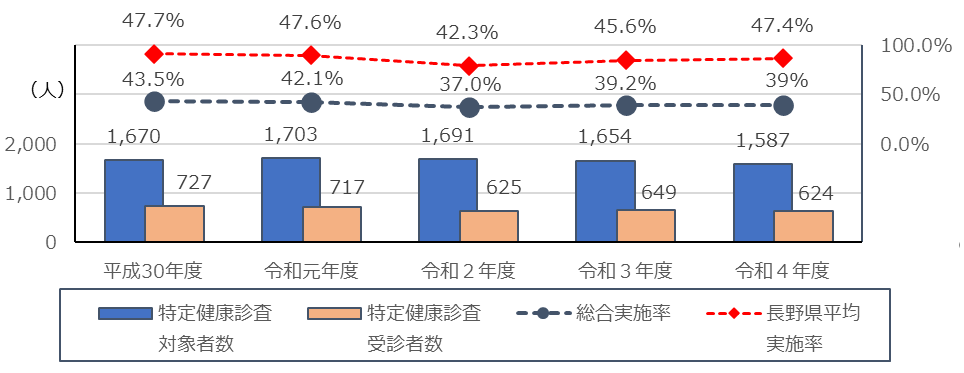 47.7% 47.6% 42.3% 45.6% 47.4%
100.0%
(人)
43.5% 42.1% 37.0% 39.2% 39%
50.0%
2,000
1,670 1,703 1,691 1,654 1,587
0.0%
1,000
727 717 625 649 624
0
平成30年度 令和元年度 令和２年度 令和３年度 令和４年度
特定健康診査 特定健康診査 総合実施率 長野県平均
対象者数 受診者数 実施率